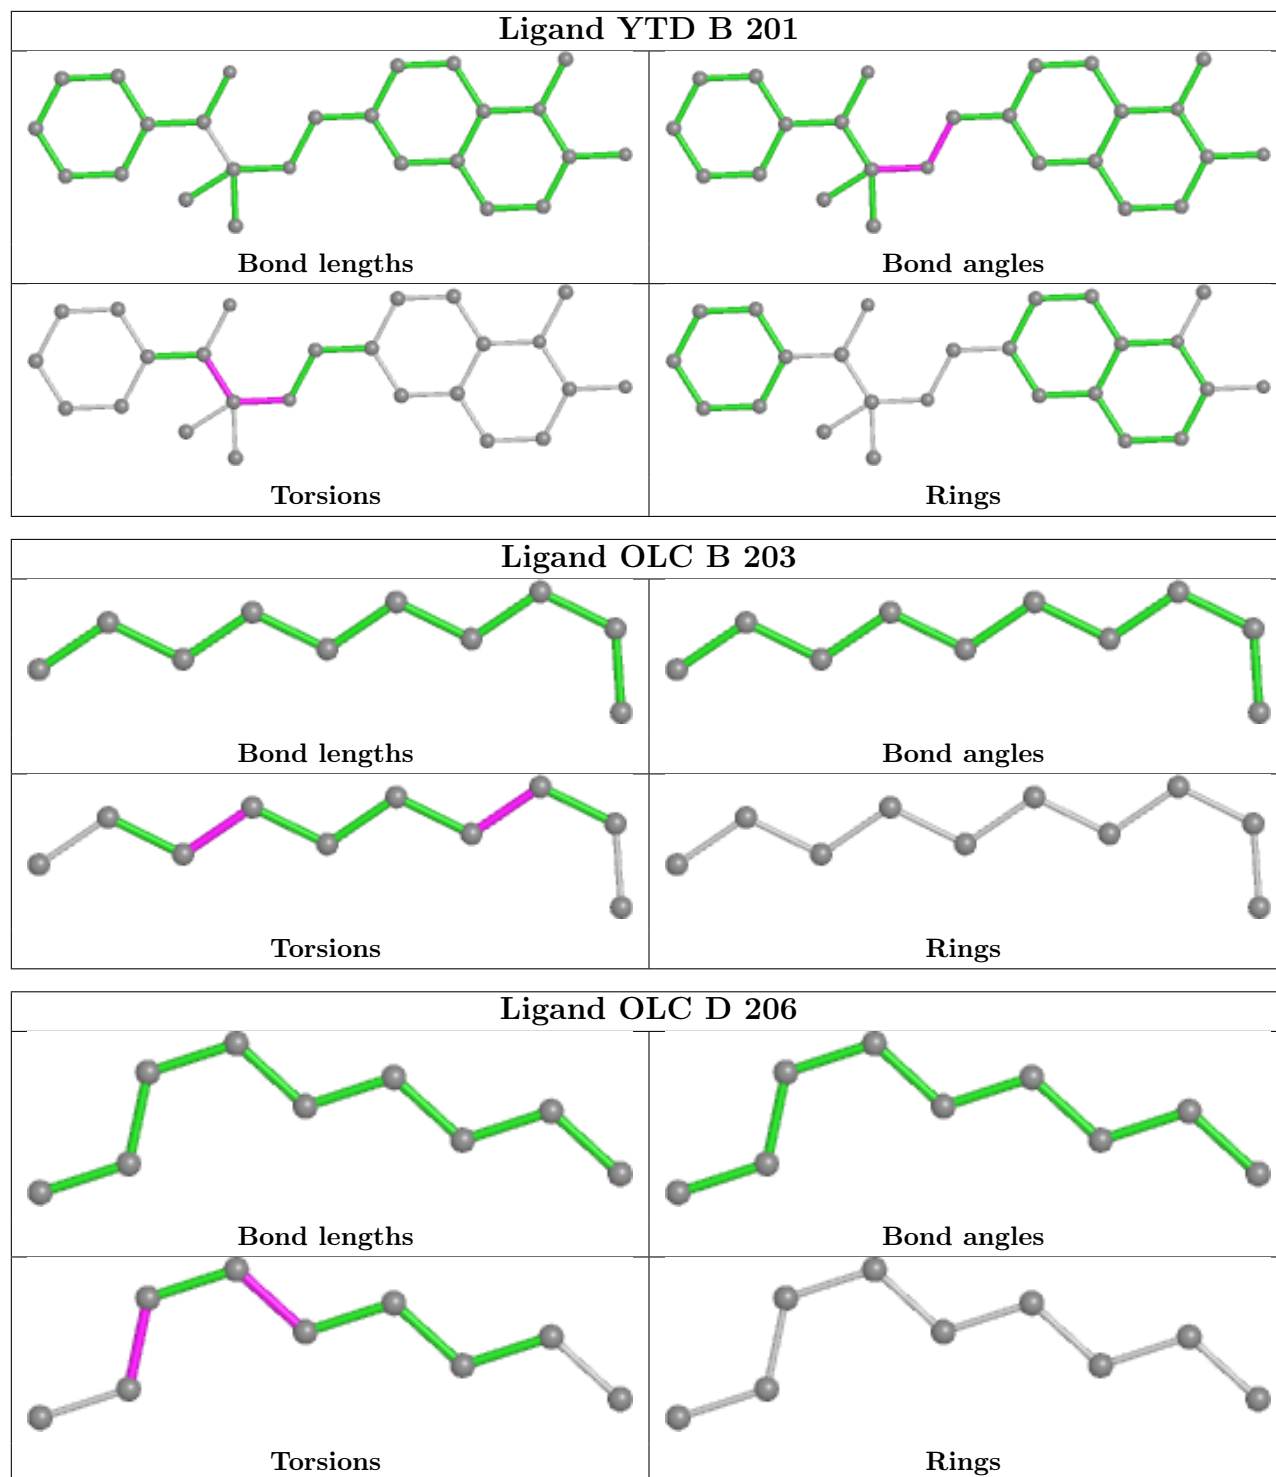 Ligand YTD B 201
Bond lengths
Bond angles
Torsions
Rings
Ligand OLC B 203
Bond lengths
Bond angles
Torsions
Rings
Ligand OLC D 206
Bond lengths
Bond angles
Torsions
Rings